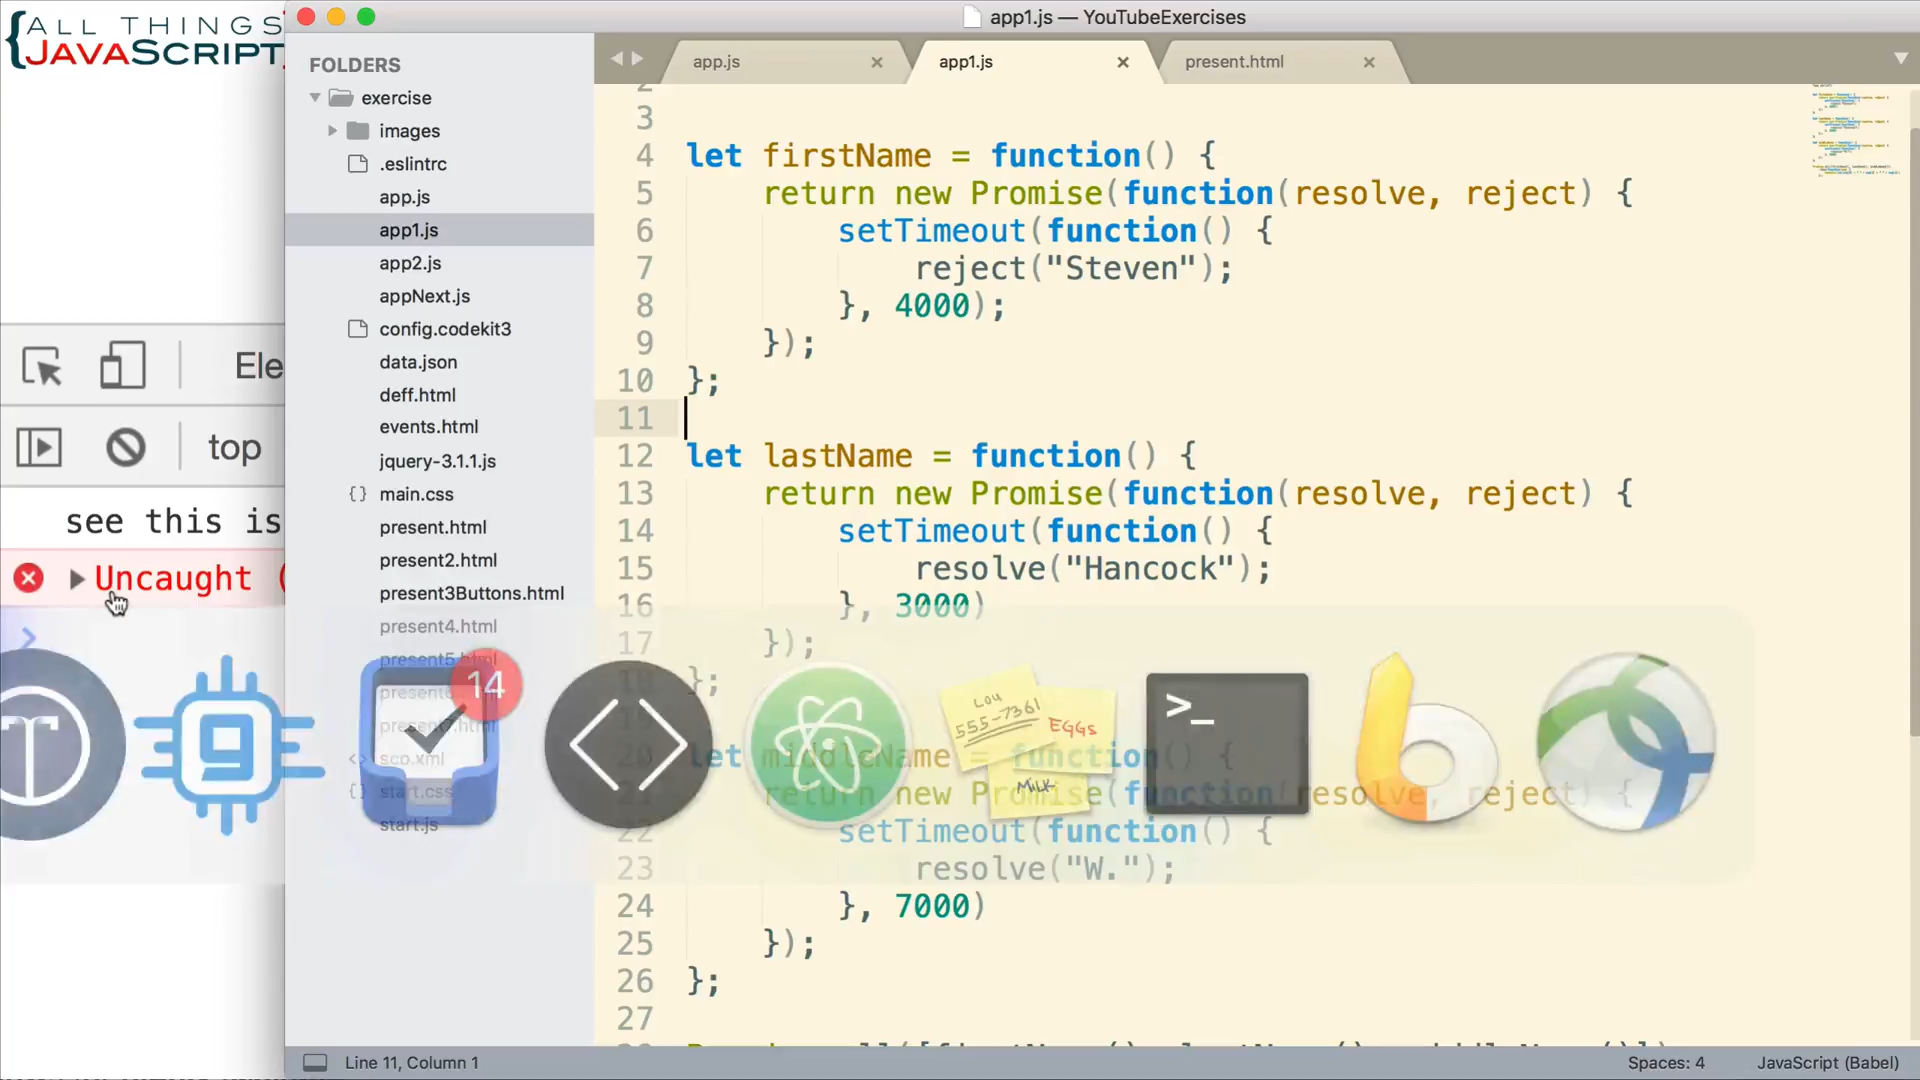 ALL THINGS
JAVASCRIPT
app1.js — YouTubeExercises
FOLDERS
exercise
images
.eslintrc
app.js
app1.js
app2.js
appNext.js
config.codekit3
data.json
deff.html
events.html
jquery-3.1.1.js
{} main.css
present.html
present2.html
present3Buttons.html
present4.html
present5.html
sco.xml
start.css
start.js
app.js
app1.js
present.html
3
4 let firstName = function() {
5 return new Promise(function(resolve, reject) {
6 setTimeout(function() {
7 reject("Steven");
8 }, 4000);
9 });
10 };
11
12 let lastName = function() {
13 return new Promise(function(resolve, reject) {
14 setTimeout(function() {
15 resolve("Hancock");
16 }, 3000)
17 });
};
20 let middleName = function() {
return new Promise(function(resolve, reject) {
22 setTimeout(function() {
23 resolve("W.");
24 }, 7000)
25 });
26 };
27
Ele
top
see this is
Uncaught (
14
LOU
555-7361
EGGS
MILK
>_
Line 11, Column 1
Spaces: 4
JavaScript (Babel)